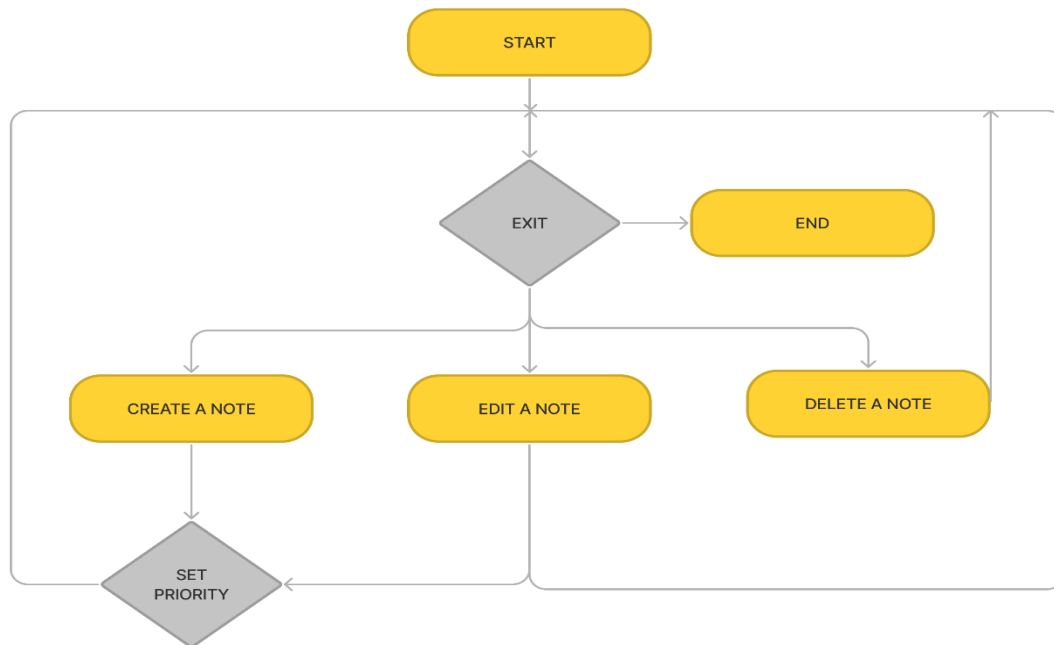 START
EXIT
END
CREATE A NOTE
EDIT A NOTE
DELETE A NOTE
SET
PRIORITY